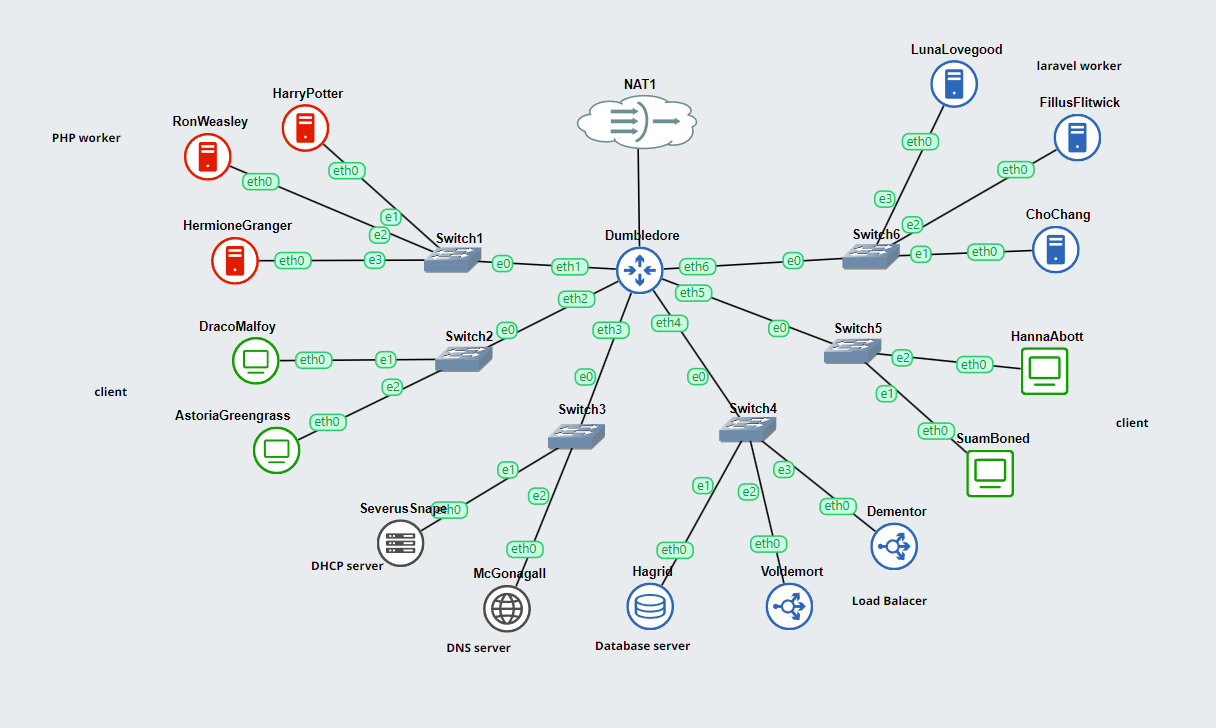 LunaLovegood
laravel worker
NAT1
HarryPotter
FillusFlitwick
RonWeasley
PHP worker
eth0
eth0
eth0
eth0
e3
HermioneGranger
e1
e2
e2
ChoChang
Switch1
Dumbledore
Switch6
eth0
e3
e0
eth1
eth6
e0
e1
eth0
eth2
eth5
DracoMalfoy
e0
eth3
eth4
e0
Switch5
Switch2
HannaAbott
eth0
e1
e2
eth0
client
e2
e0
e0
e1
AstoriaGreengrass
eth0
Switch3
Switch4
eth0
client
SuamBoned
e1
e3
e2
e1
e2
SeverusSnape
eth0
eth0
Dementor
eth0
eth0
eth0
DHCP server
McGonagall
Hagrid
Voldemort
Load Balacer
DNS server
Database server